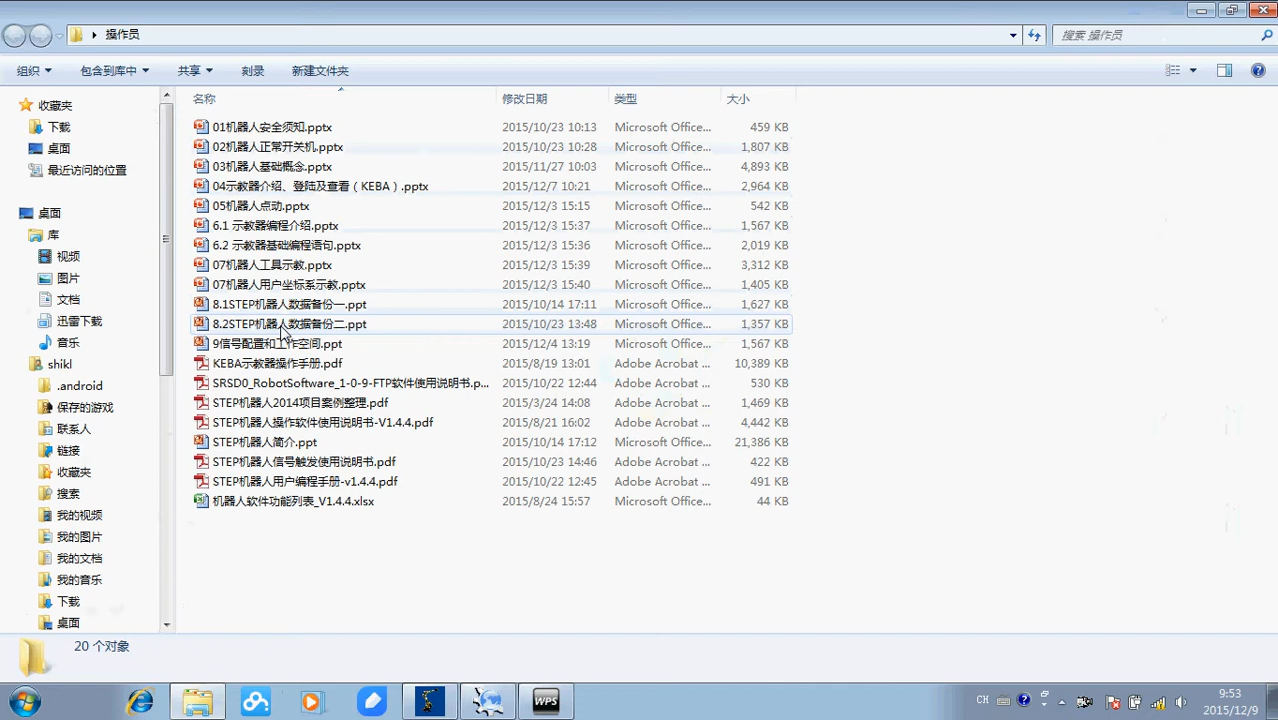 操作员
搜索 操作员
组织 包含到库中 共享 刻录 新建文件夹
名称 修改日期 类型 大小
收藏夹
下载
桌面
最近访问的位置
桌面
库
视频
图片
文档
迅雷下载
音乐
shikl
.android
保存的游戏
联系人
链接
收藏夹
搜索
我的视频
我的图片
我的文档
我的音乐
下载
桌面
01机器人安全须知.pptx 2015/10/23 10:13 Microsoft Office... 459 KB
02机器人正常开关机.pptx 2015/10/23 10:28 Microsoft Office... 1,807 KB
03机器人基础概念.pptx 2015/11/27 10:03 Microsoft Office... 4,893 KB
04示教器介绍、登陆及查看（KEBA）.pptx 2015/12/7 10:21 Microsoft Office... 2,964 KB
05机器人点动.pptx 2015/12/3 15:15 Microsoft Office... 542 KB
6.1 示教器编程介绍.pptx 2015/12/3 15:37 Microsoft Office... 1,567 KB
6.2 示教器基础编程语句.pptx 2015/12/3 15:36 Microsoft Office... 2,019 KB
07机器人工具示教.pptx 2015/12/3 15:39 Microsoft Office... 3,312 KB
07机器人用户坐标系示教.pptx 2015/12/3 15:40 Microsoft Office... 1,405 KB
8.1STEP机器人数据备份一.ppt 2015/10/14 17:11 Microsoft Office... 1,627 KB
8.2STEP机器人数据备份二.ppt 2015/10/23 13:48 Microsoft Office... 1,357 KB
9信号配置和工作空间.ppt 2015/12/4 13:19 Microsoft Office... 1,567 KB
KEBA示教器操作手册.pdf 2015/8/19 13:01 Adobe Acrobat ... 10,389 KB
SRSD0_RobotSoftware_1-0-9-FTP软件使用说明书.p... 2015/10/22 12:44 Adobe Acrobat ... 530 KB
STEP机器人2014项目案例整理.pdf 2015/3/24 14:08 Adobe Acrobat ... 1,469 KB
STEP机器人操作软件使用说明书-V1.4.4.pdf 2015/8/21 16:02 Adobe Acrobat ... 4,442 KB
STEP机器人简介.ppt 2015/10/14 17:12 Microsoft Office... 21,386 KB
STEP机器人信号触发使用说明书.pdf 2015/10/23 14:46 Adobe Acrobat ... 422 KB
STEP机器人用户编程手册-v1.4.4.pdf 2015/10/22 12:45 Adobe Acrobat ... 491 KB
机器人软件功能列表_V1.4.4.xlsx 2015/8/24 15:57 Microsoft Office... 44 KB
20 个对象
WPS
CH
9:53
2015/12/9